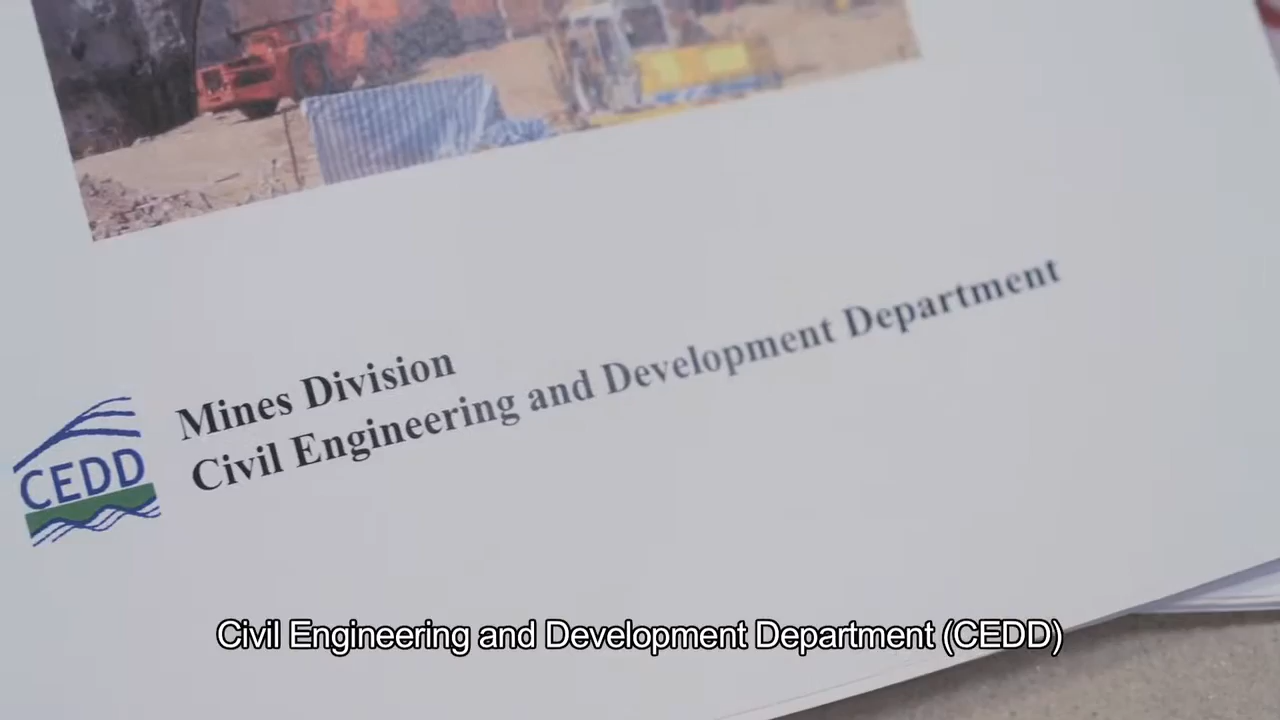 Mines Division
Civil Engineering and Development Department
CEDD
Civil Engineering and Development Department (CEDD)